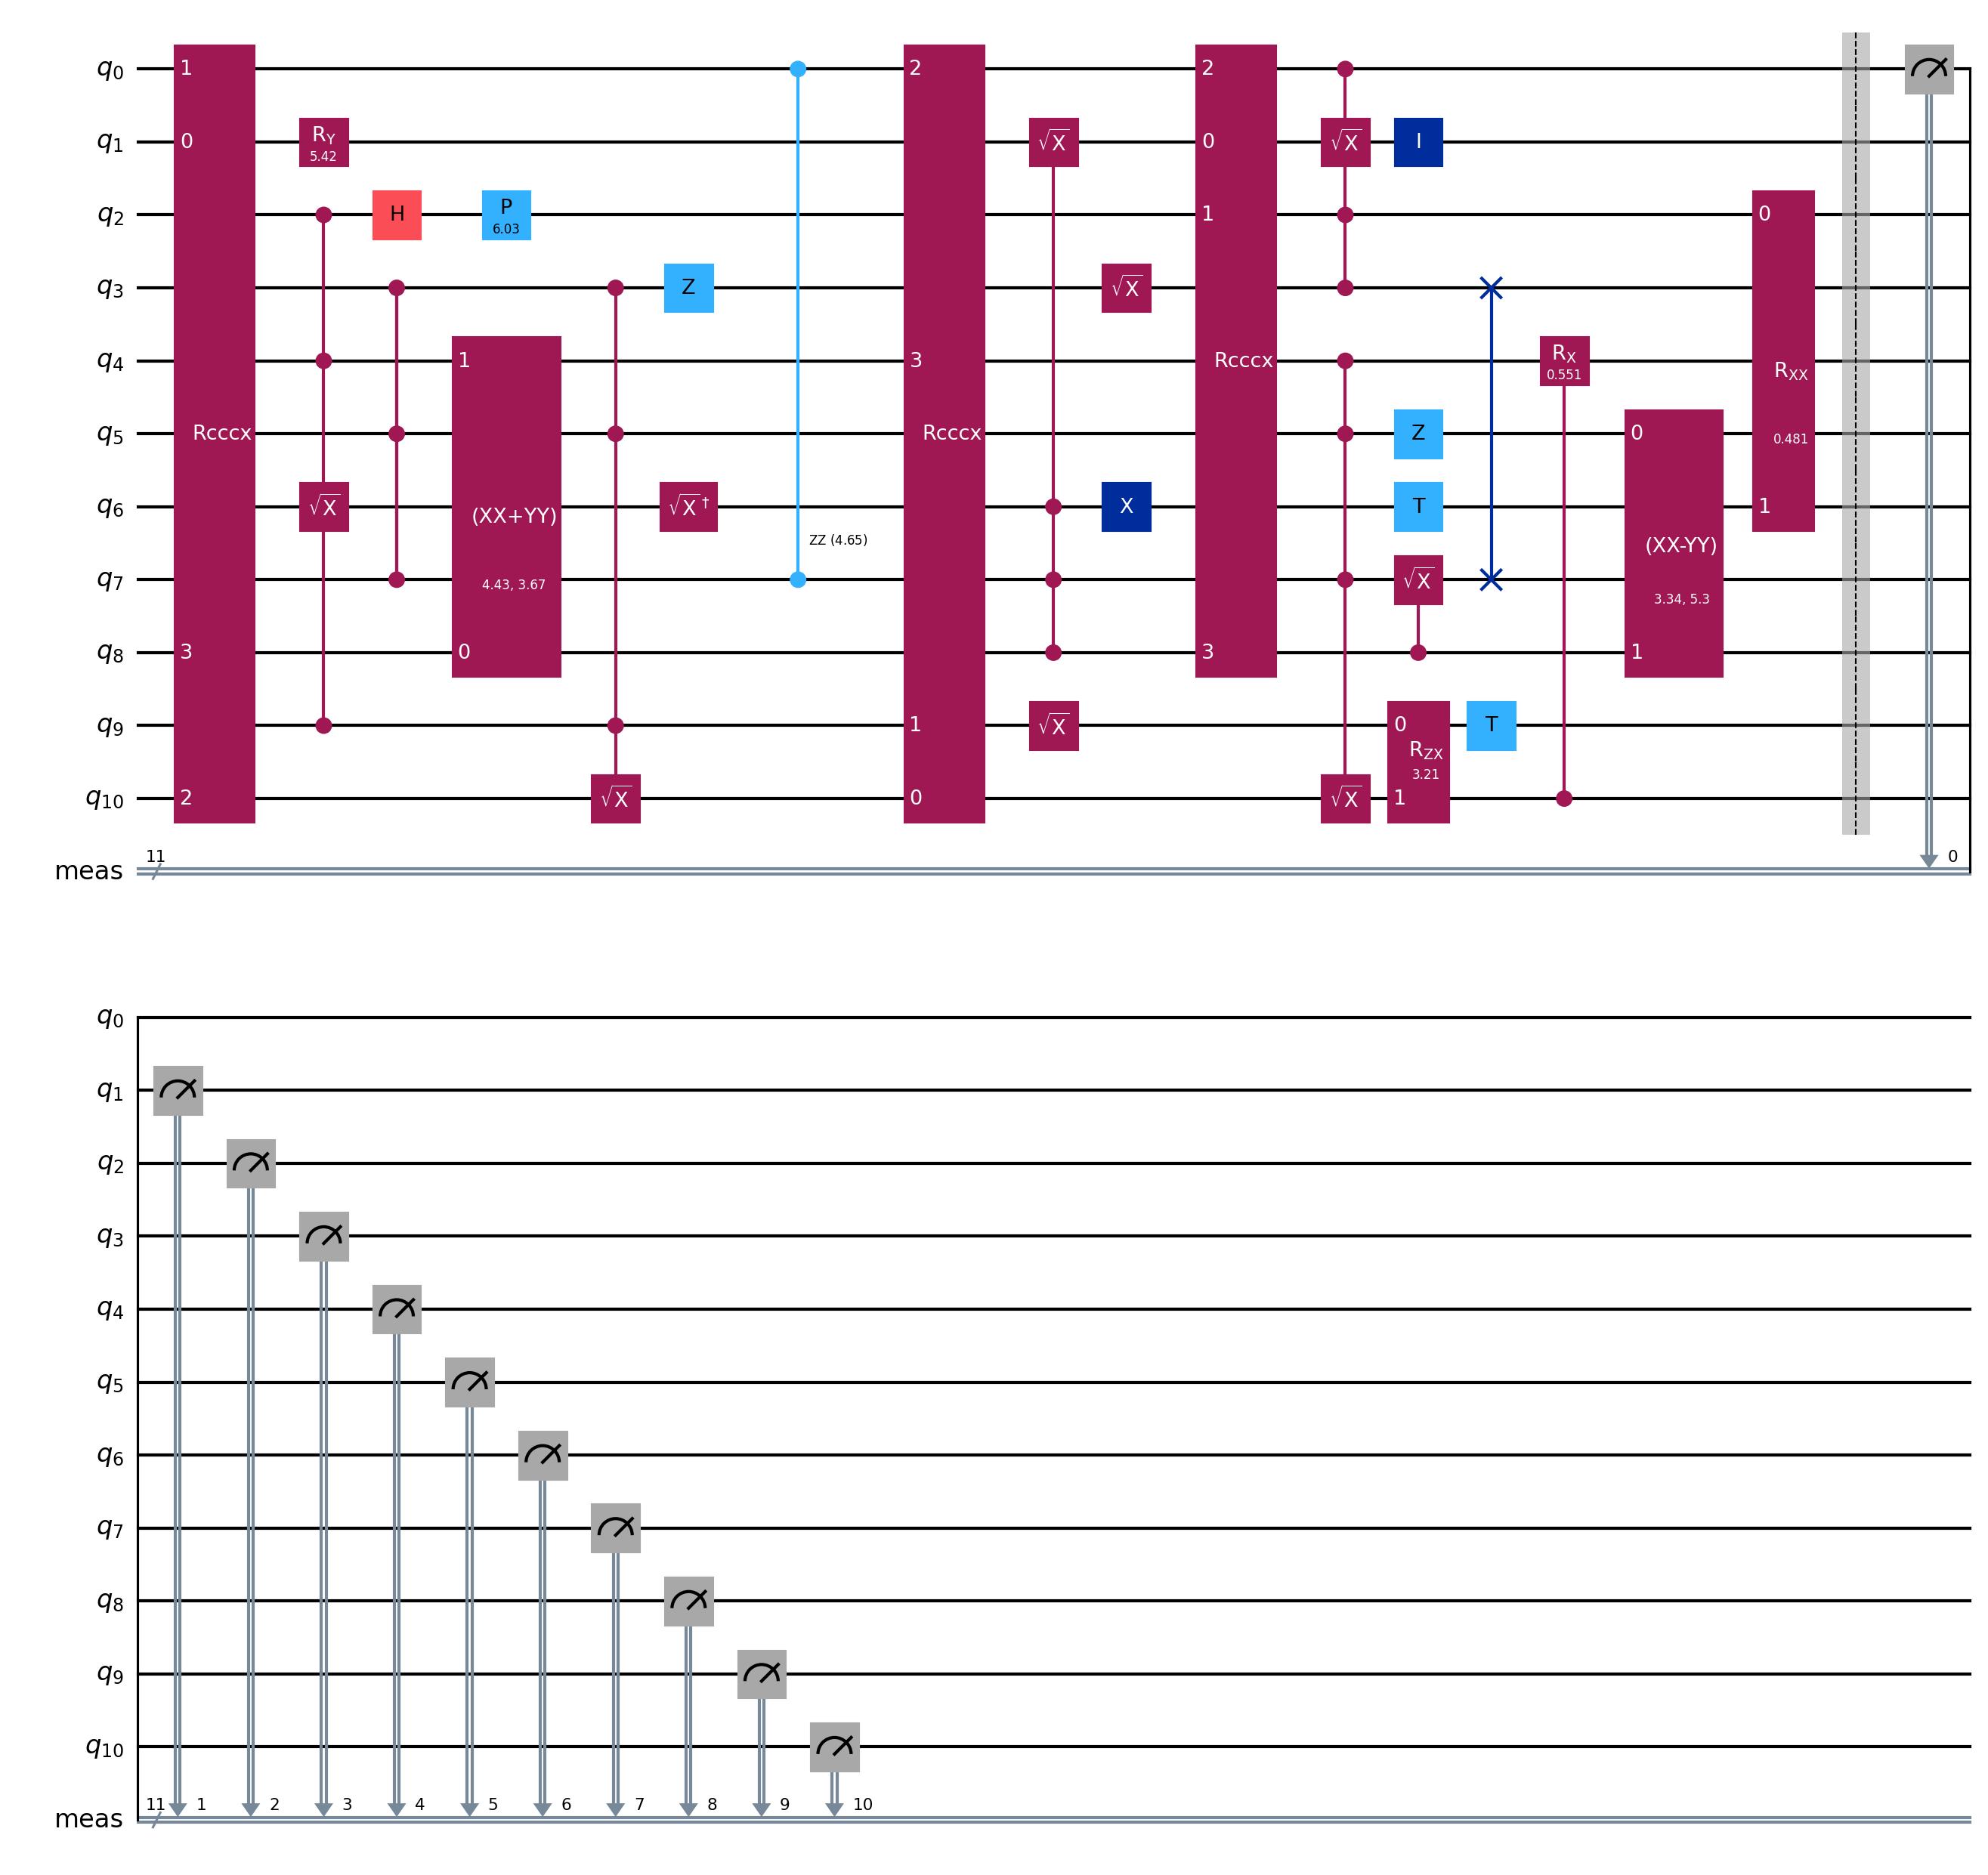 q0 1 2 2
q1 0 RY 5.42 √X 0 √X I
q2 H P 6.03 1 0
q3 Z √X
q4 1 3 Rcccx RX 0.551 RXX
q5 Rcccx Rcccx Z 0 0.481
q6 √X (XX+YY) √X† X T 1
ZZ (4.65) (XX-YY)
q7 4.43, 3.67 √X 3.34, 5.3
q8 3 0 3 1
q9 1 √X 0 T
RZX
3.21
q10 2 √X 0 √X 1
meas 11 0
q0
q1
q2
q3
q4
q5
q6
q7
q8
q9
q10
meas 11 1 2 3 4 5 6 7 8 9 10